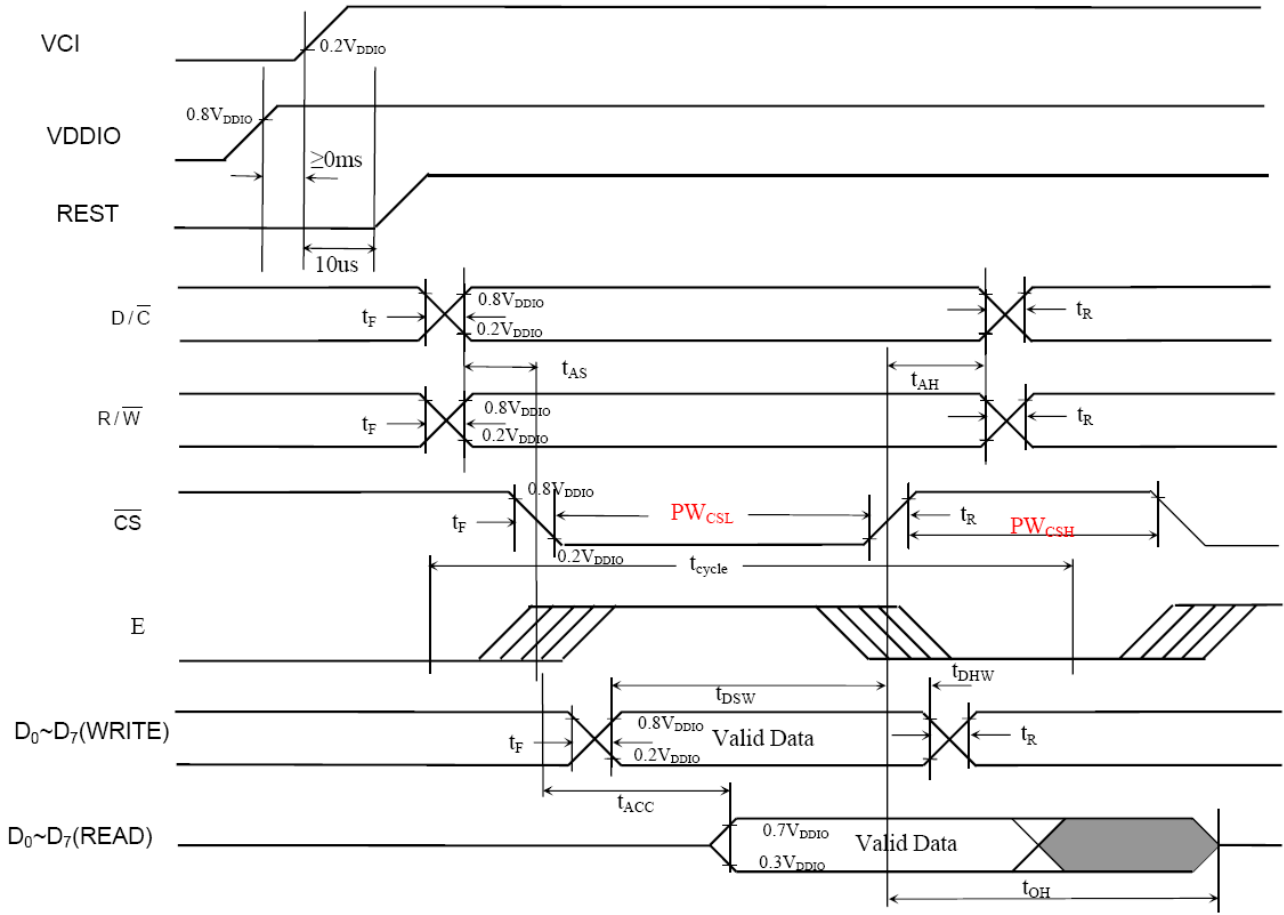 VCI
0.2VDDIO
0.8VDDIO
VDDIO
≥0ms
REST
10us
D/C̅
tF
0.8VDDIO
0.2VDDIO
tR
tAS
tAH
R/W̅
tF
0.8VDDIO
0.2VDDIO
tR
C̅S̅
0.8VDDIO
tF
PWCSL
tR
PWCSH
0.2VDDIO
tcycle
E
tDSW
tDHW
D0~D7(WRITE)
tF
0.8VDDIO
Valid Data
0.2VDDIO
tR
tACC
D0~D7(READ)
0.7VDDIO
Valid Data
0.3VDDIO
tOH